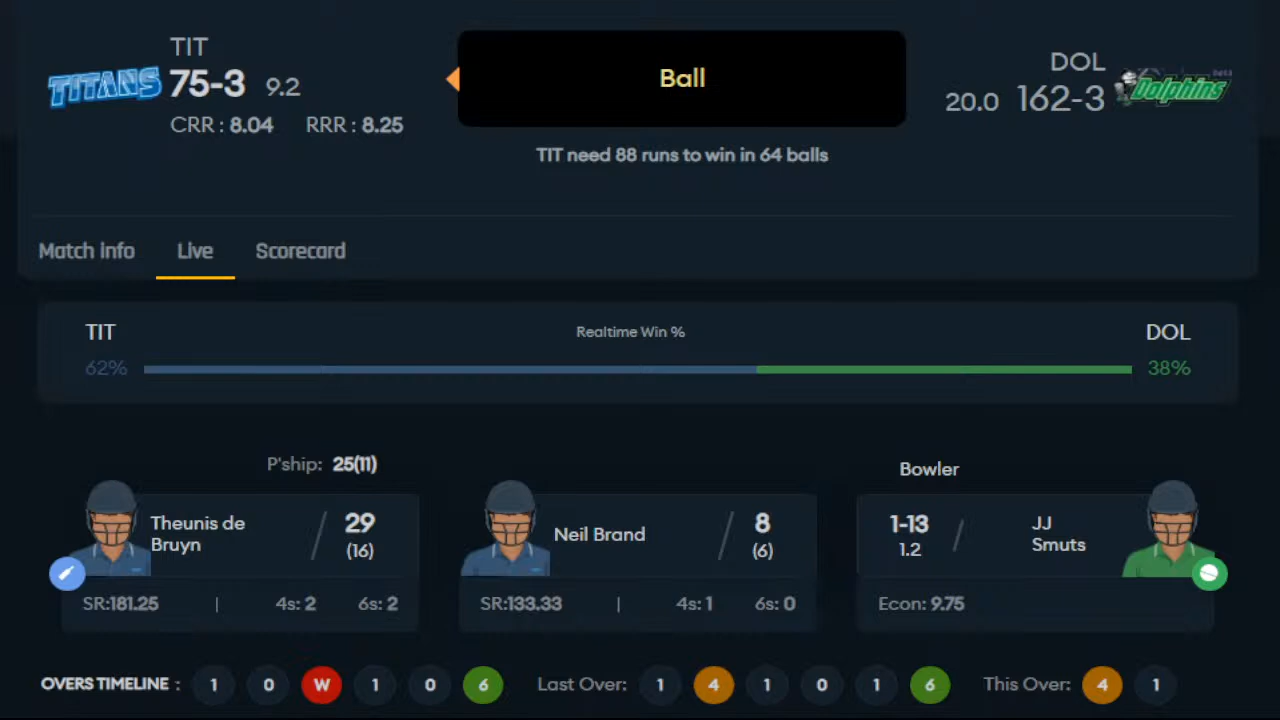 TIT
TITANS
75-3 9.2
CRR : 8.04 RRR : 8.25
Ball
TIT need 88 runs to win in 64 balls
DOL
20.0 162-3
Dolphins
Match info Live Scorecard
TIT Realtime Win % DOL
62% 38%
P'ship: 25(11)
Theunis de
Bruyn
29
(16)
SR:181.25 | 4s: 2 6s: 2
Neil Brand
8
(6)
SR:133.33 | 4s: 1 6s: 0
Bowler
1-13
1.2
JJ
Smuts
Econ: 9.75
OVERS TIMELINE : 1 0 W 1 0 6 Last Over: 1 4 1 0 1 6 This Over: 4 1